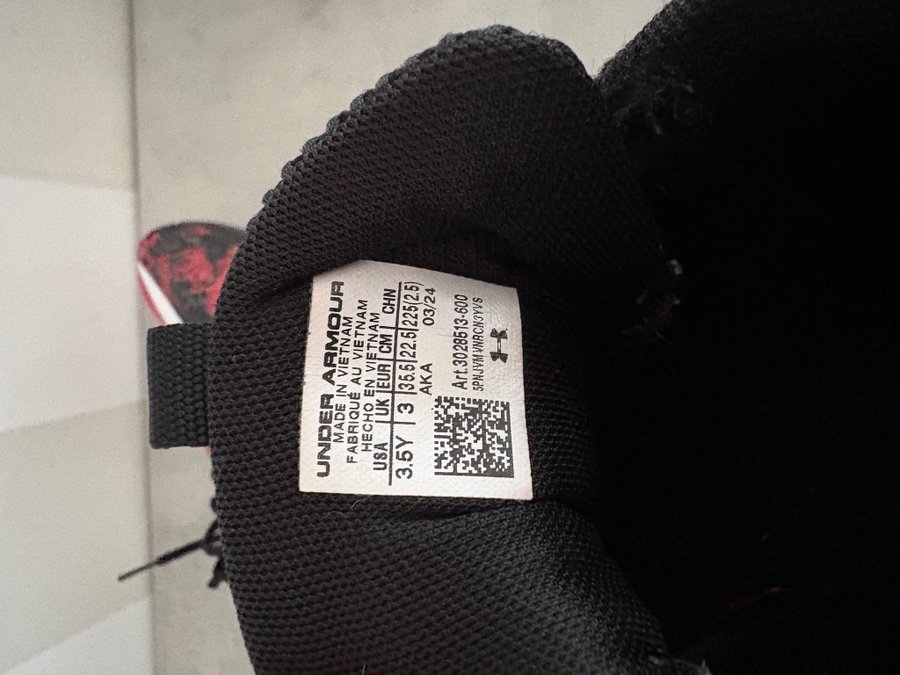 UNDER ARMOUR
MADE IN VIETNAM
FABRIQUÉ AU VIETNAM
HECHO EN VIETNAM
USA UK EUR CM CHN
3.5Y 3 35.5 22.5 225(2.5)
AKA 03/24
Art.3028513-600
5PNJVMVNRCN3YVS